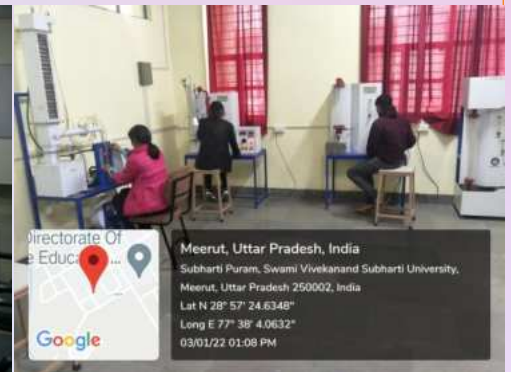 Directorate Of
e Educa
Google
Meerut, Uttar Pradesh, India
Subharti Puram, Swami Vivekanand Subharti University,
Meerut, Uttar Pradesh 250002, India
Lat N 28° 57' 24.6348"
Long E 77° 38' 4.0632"
03/01/22 01:08 PM